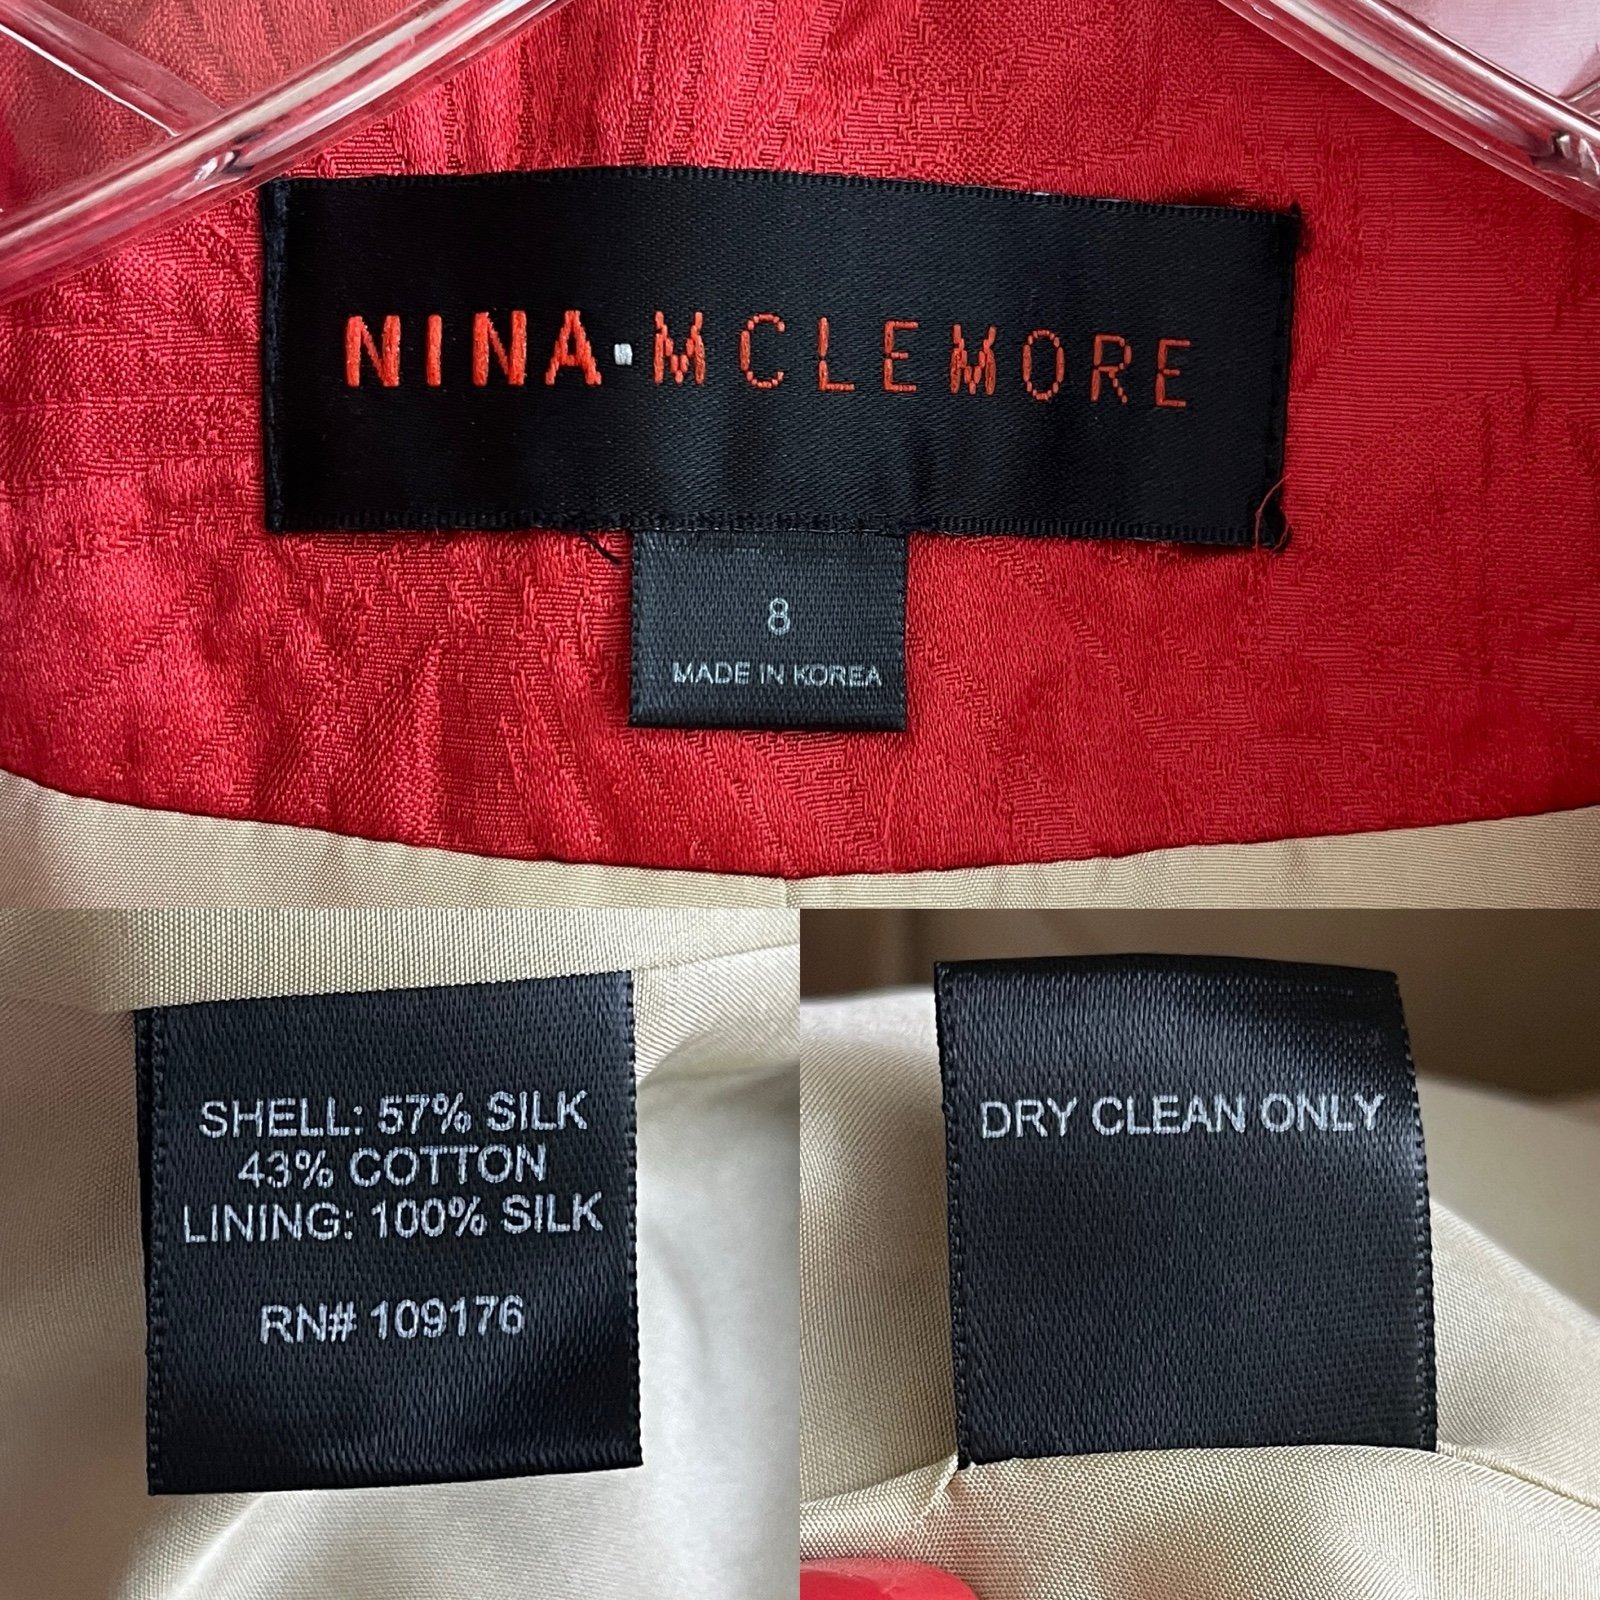 NINA·MCLEMORE
8
MADE IN KOREA
SHELL: 57% SILK
43% COTTON
LINING: 100% SILK
RN# 109176
DRY CLEAN ONLY